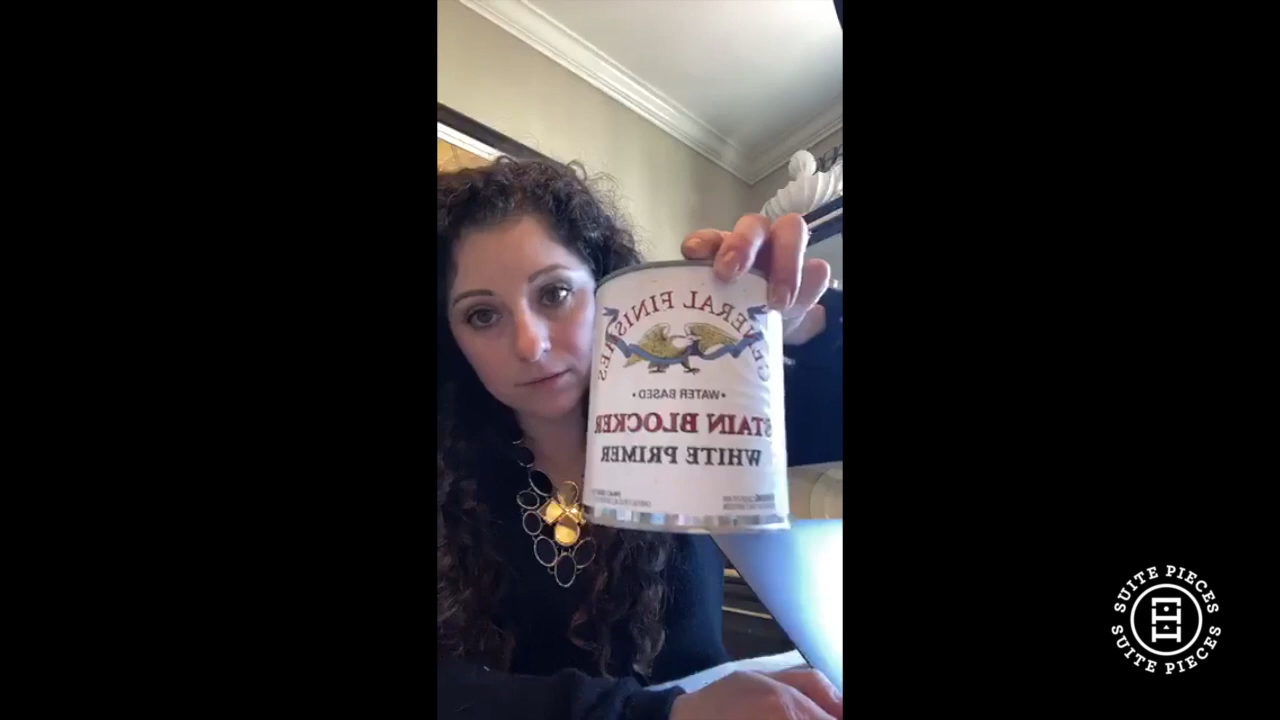 GENERAL FINISHES
• WATER BASED •
STAIN BLOCKER
WHITE PRIMER
SUITE PIECES
SUITE PIECES